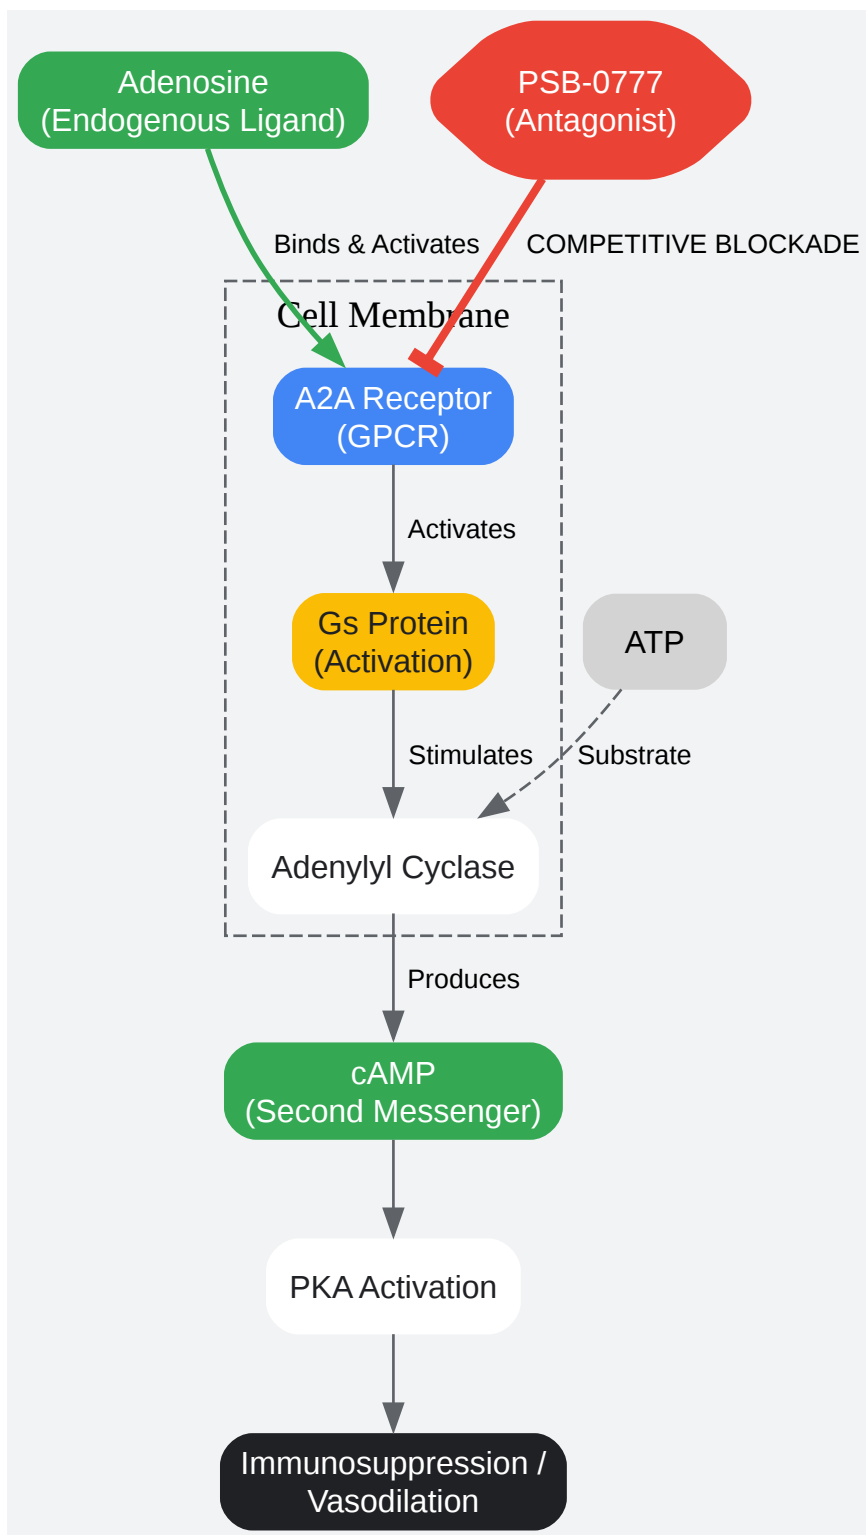 Adenosine
(Endogenous Ligand)
PSB-0777
(Antagonist)
Binds & Activates
COMPETITIVE BLOCKADE
Cell Membrane
A2A Receptor
(GPCR)
Activates
Gs Protein
(Activation)
ATP
Stimulates
Substrate
Adenylyl Cyclase
Produces
cAMP
(Second Messenger)
PKA Activation
Immunosuppression /
Vasodilation